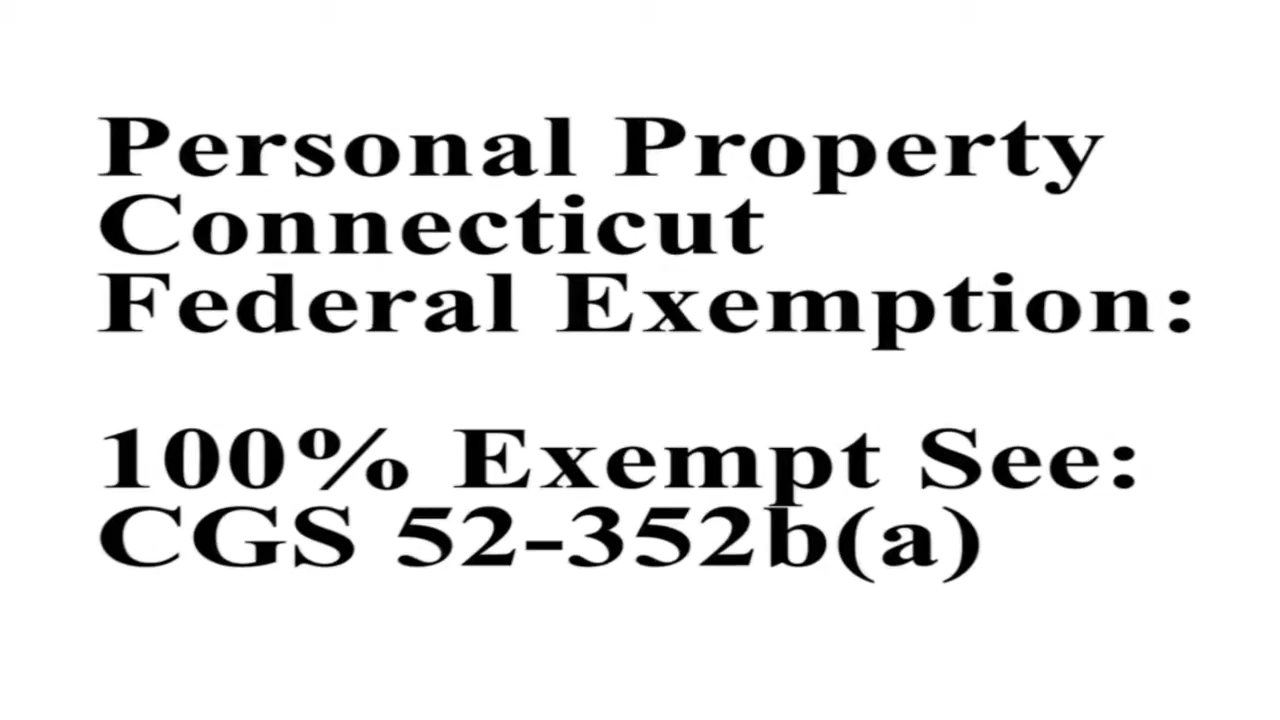 Personal Property
Connecticut
Federal Exemption:
100% Exempt See:
CGS 52-352b(a)